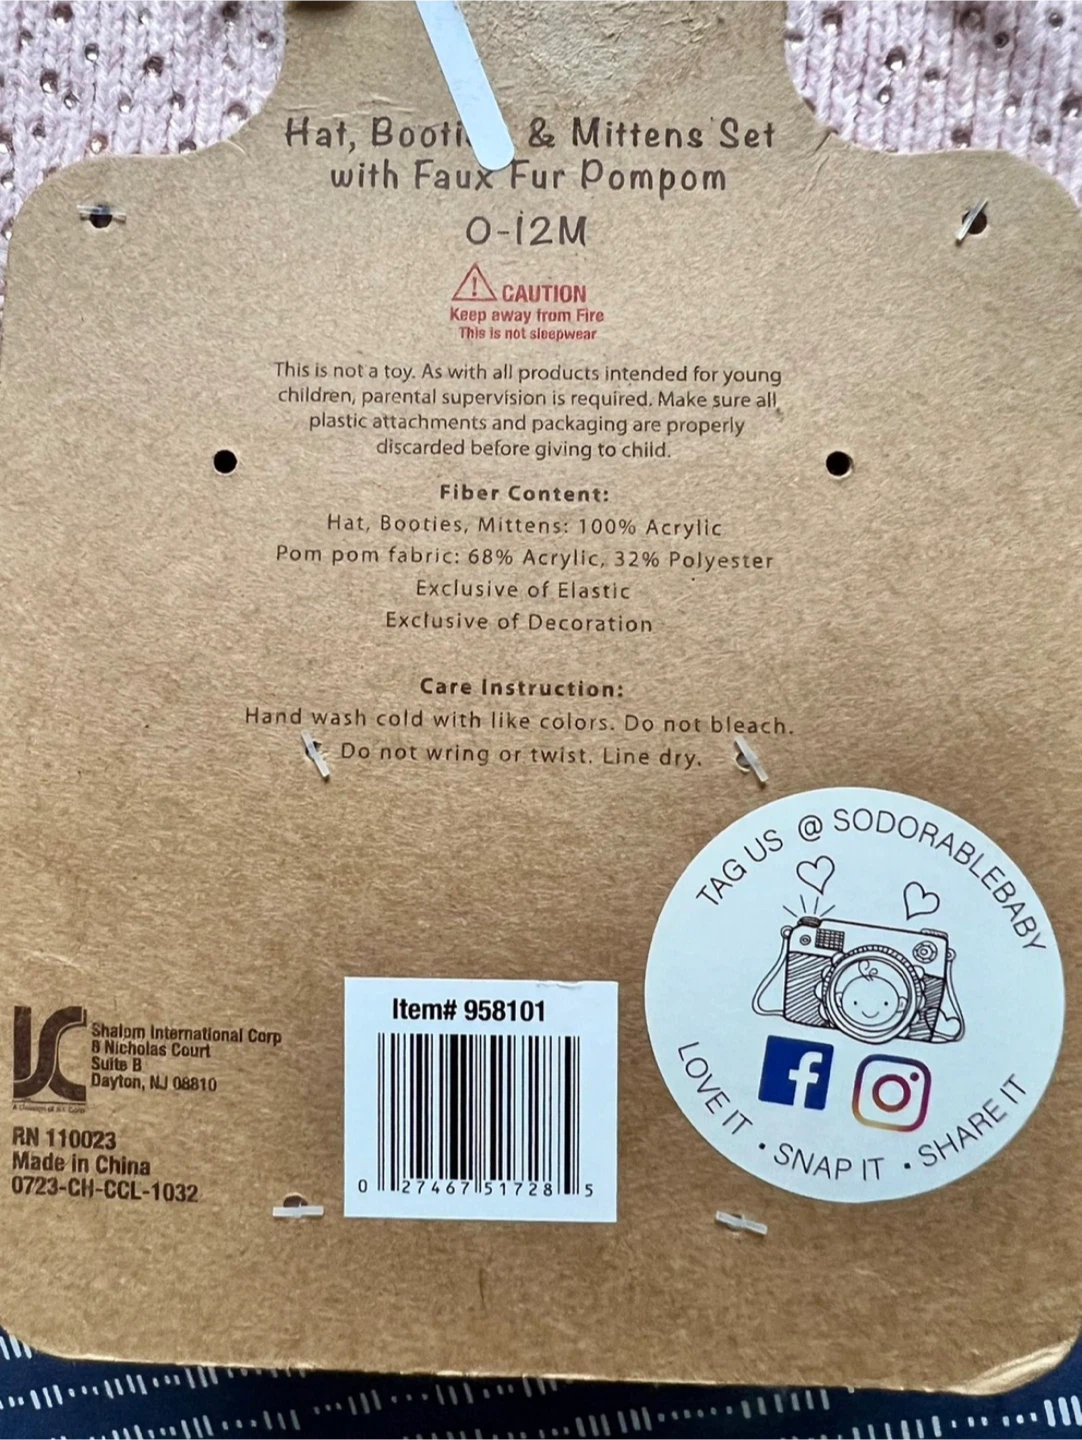 Hat, Booti & Mittens Set
with Faux Fur Pompom
0-12M
CAUTION
Keep away from Fire
This is not sleepwear
This is not a toy. As with all products intended for young
children, parental supervision is required. Make sure all
plastic attachments and packaging are properly
discarded before giving to child.
Fiber Content:
Hat, Booties, Mittens: 100% Acrylic
Pom pom fabric: 68% Acrylic, 32% Polyester
Exclusive of Elastic
Exclusive of Decoration
Care Instruction:
Hand wash cold with like colors. Do not bleach.
Do not wring or twist. Line dry.
TAG US @ SODORABLEBABY
LOVE IT • SNAP IT • SHARE IT
Item# 958101
0 27467 51728 5
Shalom International Corp
8 Nicholas Court
Suite B
Dayton, NJ 08810
RN 110023
Made in China
0723-CH-CCL-1032